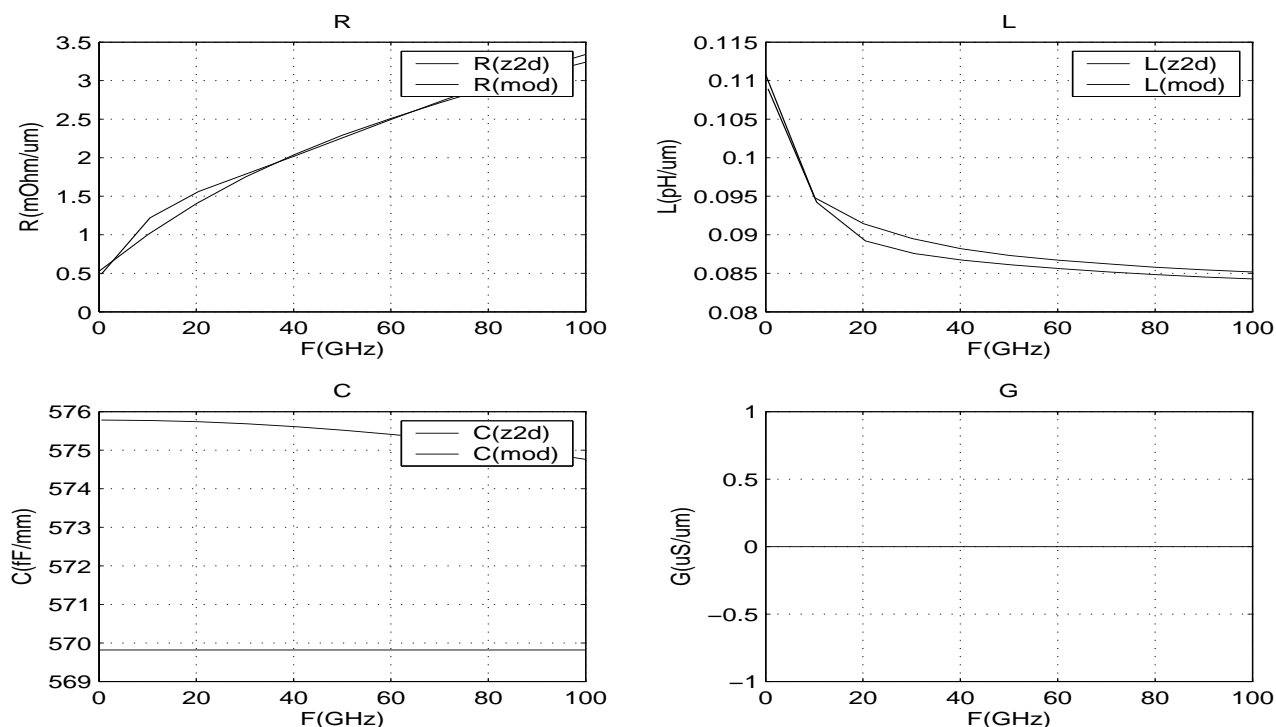 R
3.5
3
2.5
2
1.5
1
0.5
0
R(mOhm/um)
R(z2d)
R(mod)
0 20 40 60 80 100
F(GHz)
L
0.115
0.11
0.105
0.1
0.095
0.09
0.085
0.08
L(pH/um)
L(z2d)
L(mod)
0 20 40 60 80 100
F(GHz)
C
576
575
574
573
572
571
570
569
C(fF/mm)
C(z2d)
C(mod)
0 20 40 60 80 100
F(GHz)
G
1
0.5
0
−0.5
−1
G(uS/um)
0 20 40 60 80 100
F(GHz)